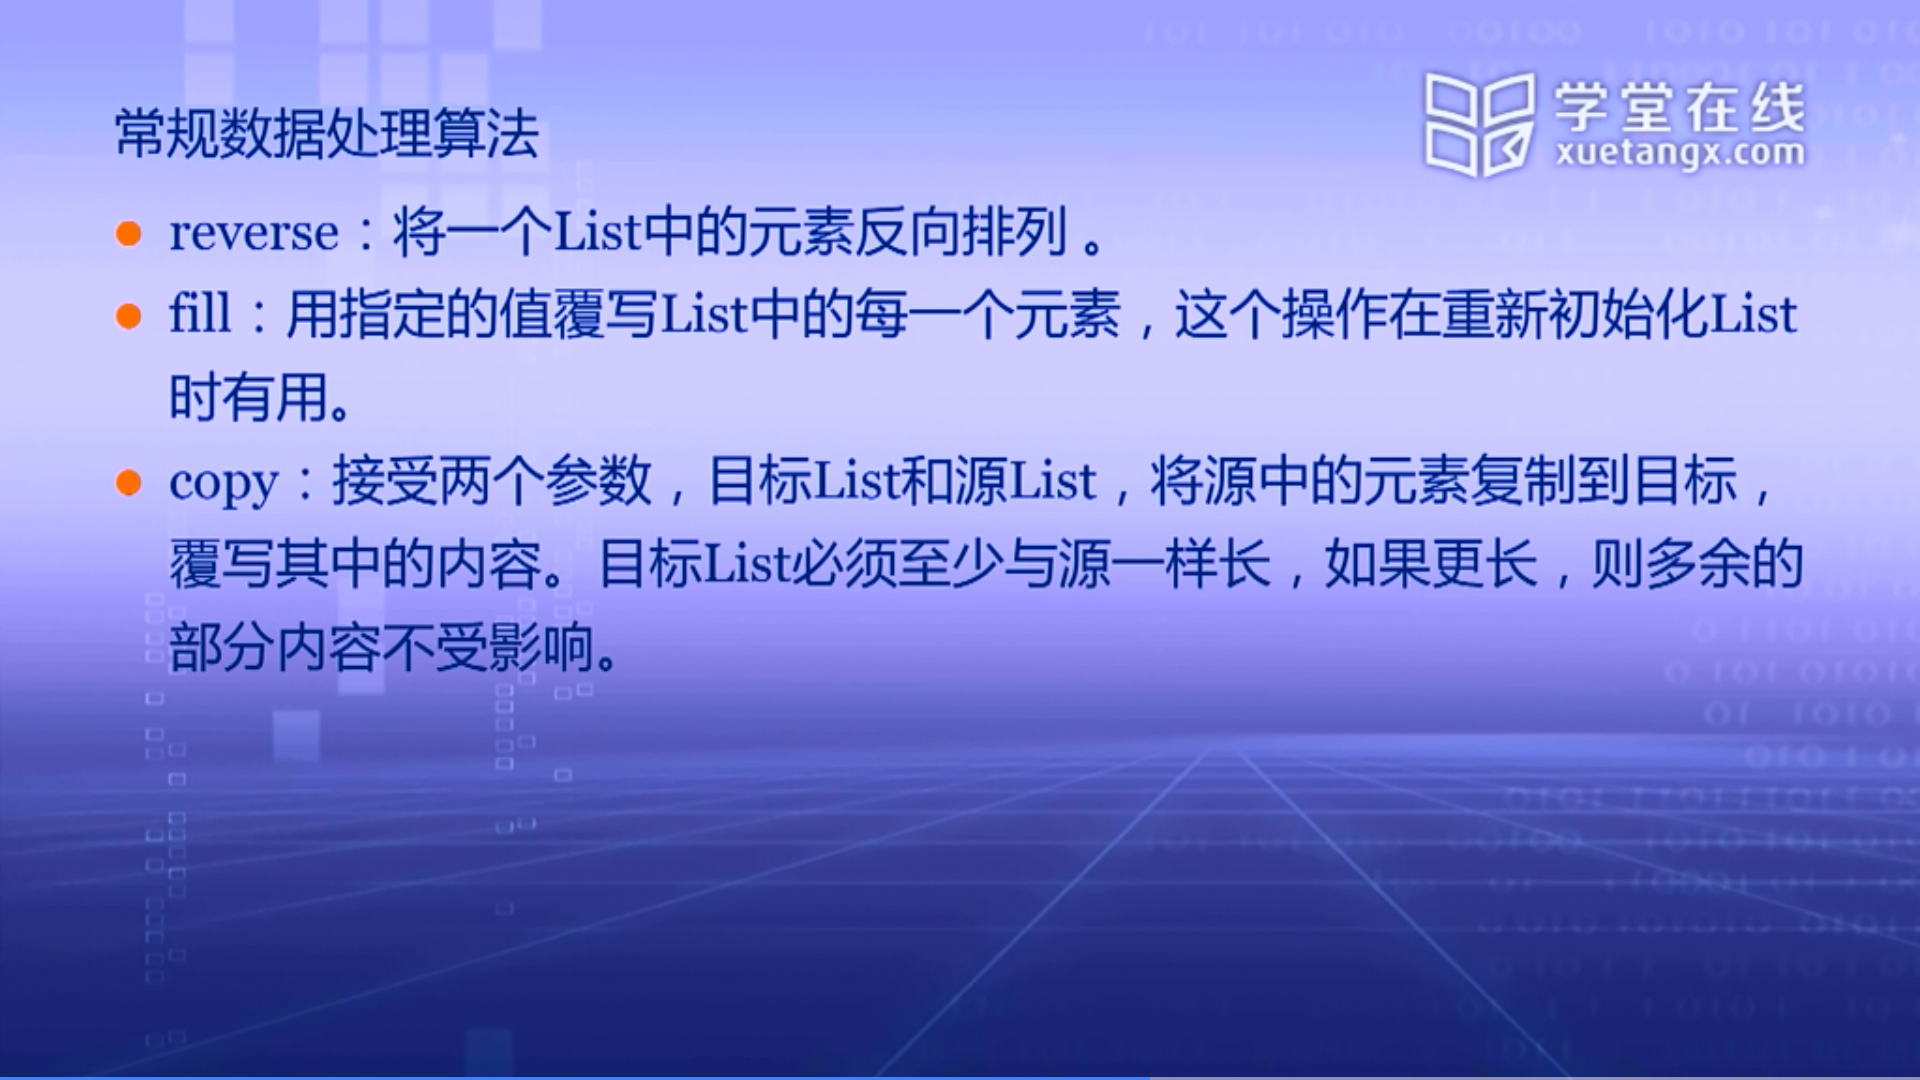 学堂在线
xuetangx.com
常规数据处理算法
reverse：将一个List中的元素反向排列 。
fill：用指定的值覆写List中的每一个元素，这个操作在重新初始化List
时有用。
copy：接受两个参数，目标List和源List，将源中的元素复制到目标，
覆写其中的内容。目标List必须至少与源一样长，如果更长，则多余的
部分内容不受影响。